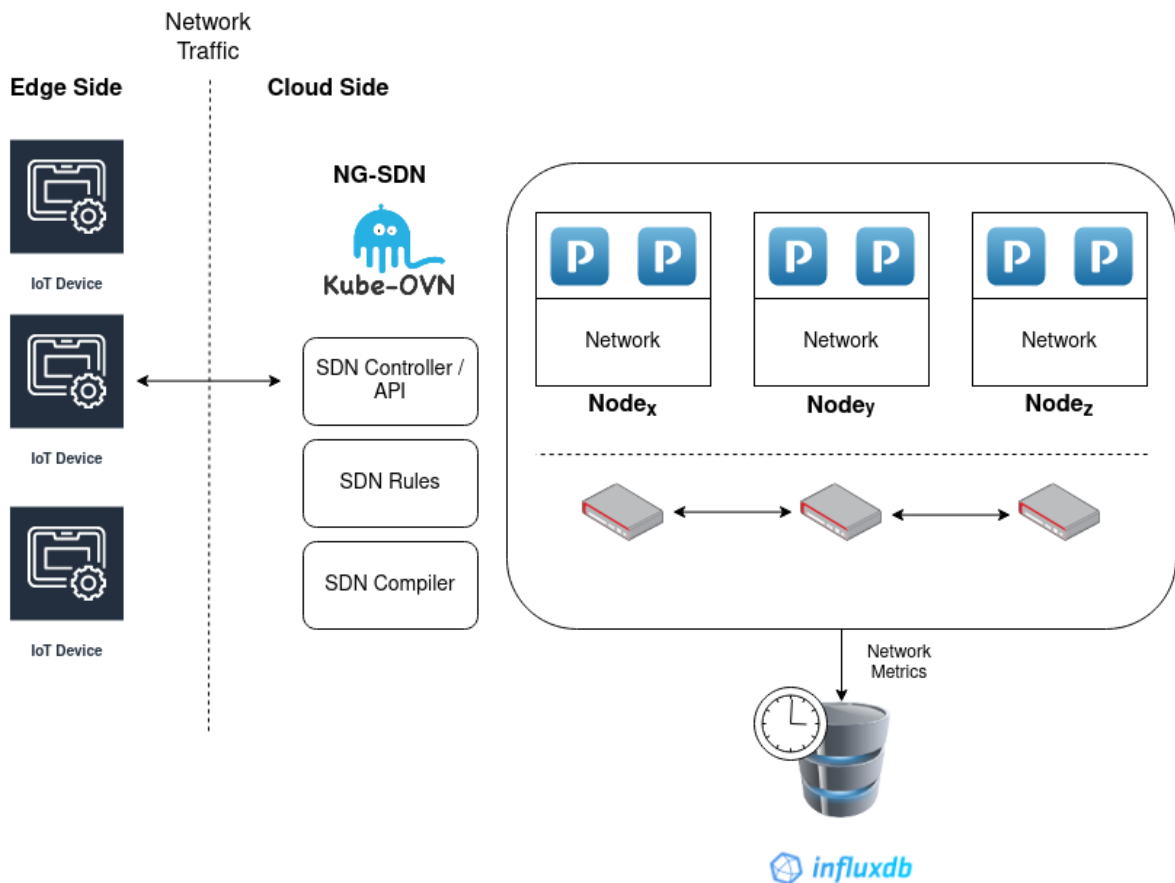 Network
Traffic
Edge Side
Cloud Side
IoT Device
IoT Device
IoT Device
NG-SDN
Kube-OVN
SDN Controller /
API
SDN Rules
SDN Compiler
P P P P P P
Network Network Network
Nodex Nodey Nodez
Network
Metrics
influxdb